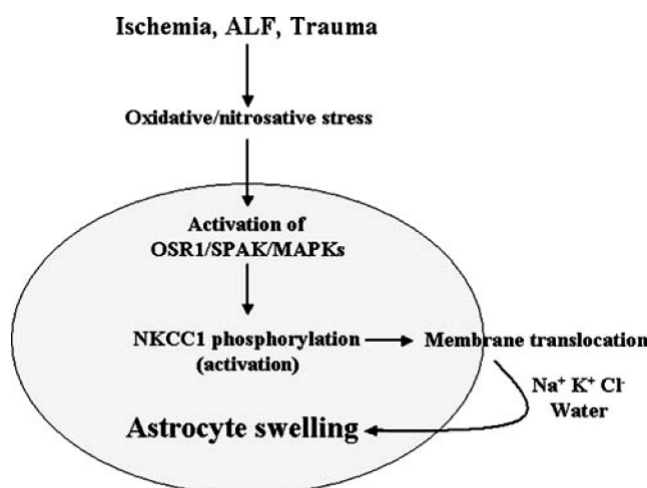 Ischemia, ALF, Trauma
Oxidative/nitrosative stress
Activation of
OSR1/SPAK/MAPKs
NKCC1 phosphorylation
(activation)
Membrane translocation
Na⁺ K⁺ Cl⁻
Water
Astrocyte swelling